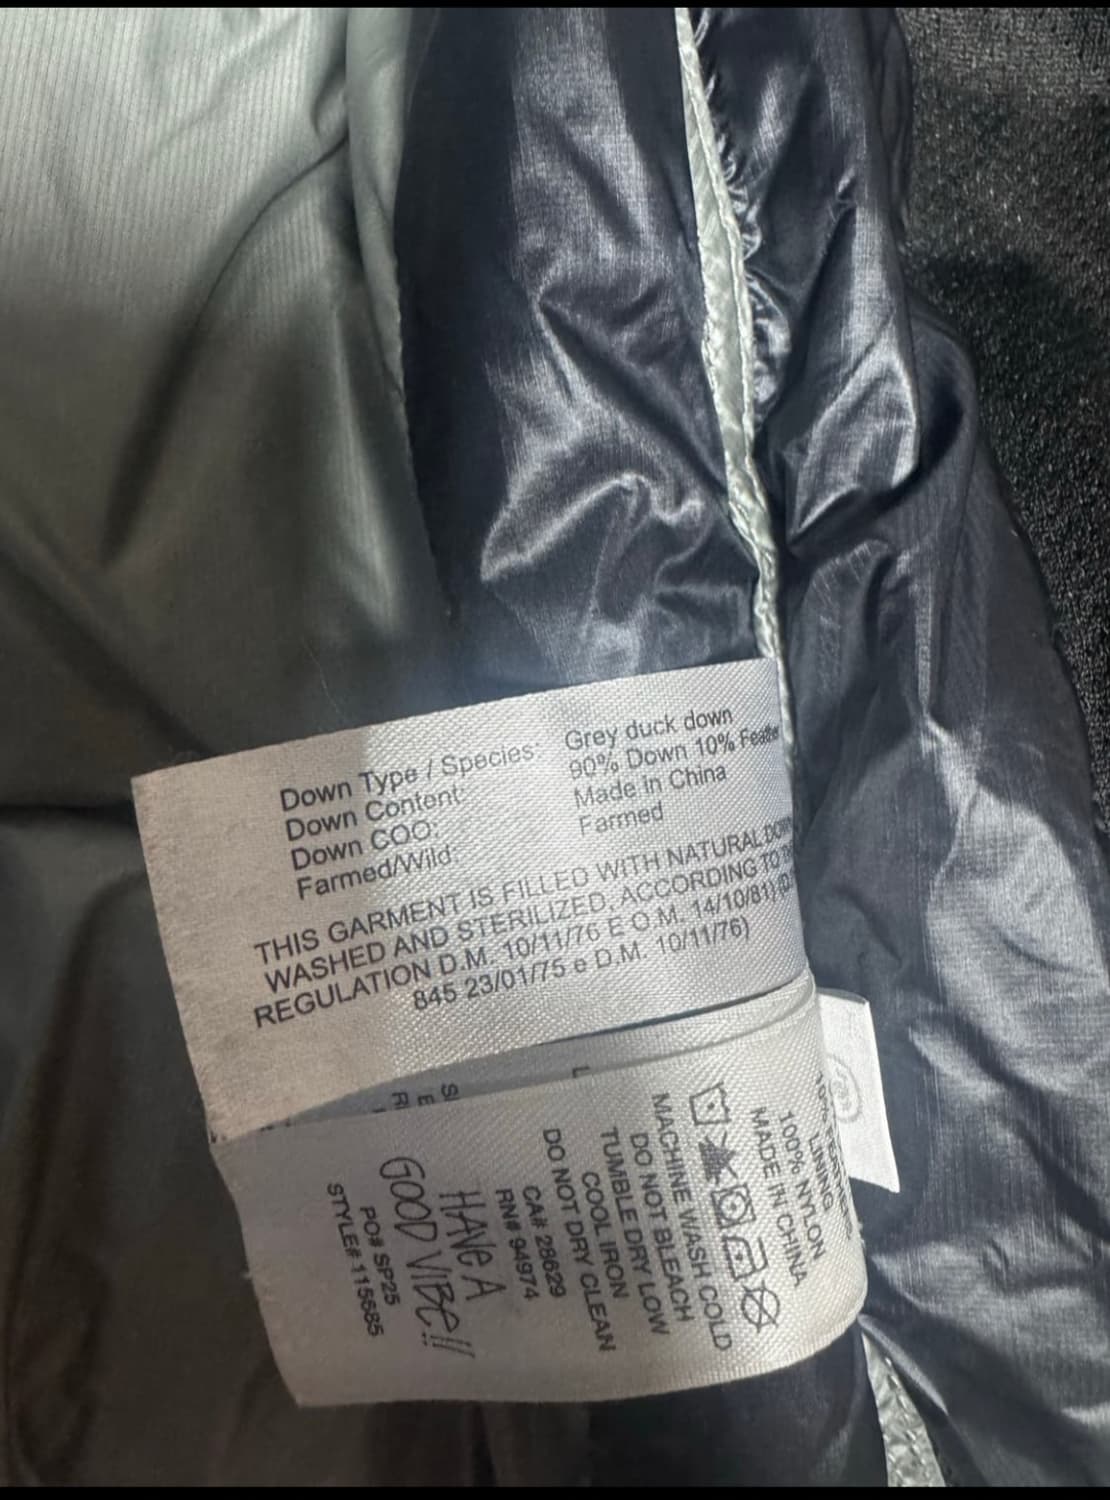 Down Type / Species: Grey duck down
Down Content: 90% Down 10% Feathe
Down COO: Made in China
Farmed/Wild: Farmed
THIS GARMENT IS FILLED WITH NATURAL DOWN
WASHED AND STERILIZED, ACCORDING TO
REGULATION D.M. 10/11/76 E O M. 14/10/81)
845 23/01/75 e D.M. 10/11/76)
LINING
100% NYLON
MADE IN CHINA
MACHINE WASH COLD
DO NOT BLEACH
TUMBLE DRY LOW
COOL IRON
DO NOT DRY CLEAN
CA# 28629
RN# 94974
HAVE A
GOOD VIBE!!
PO# SP25
STYLE# 115685